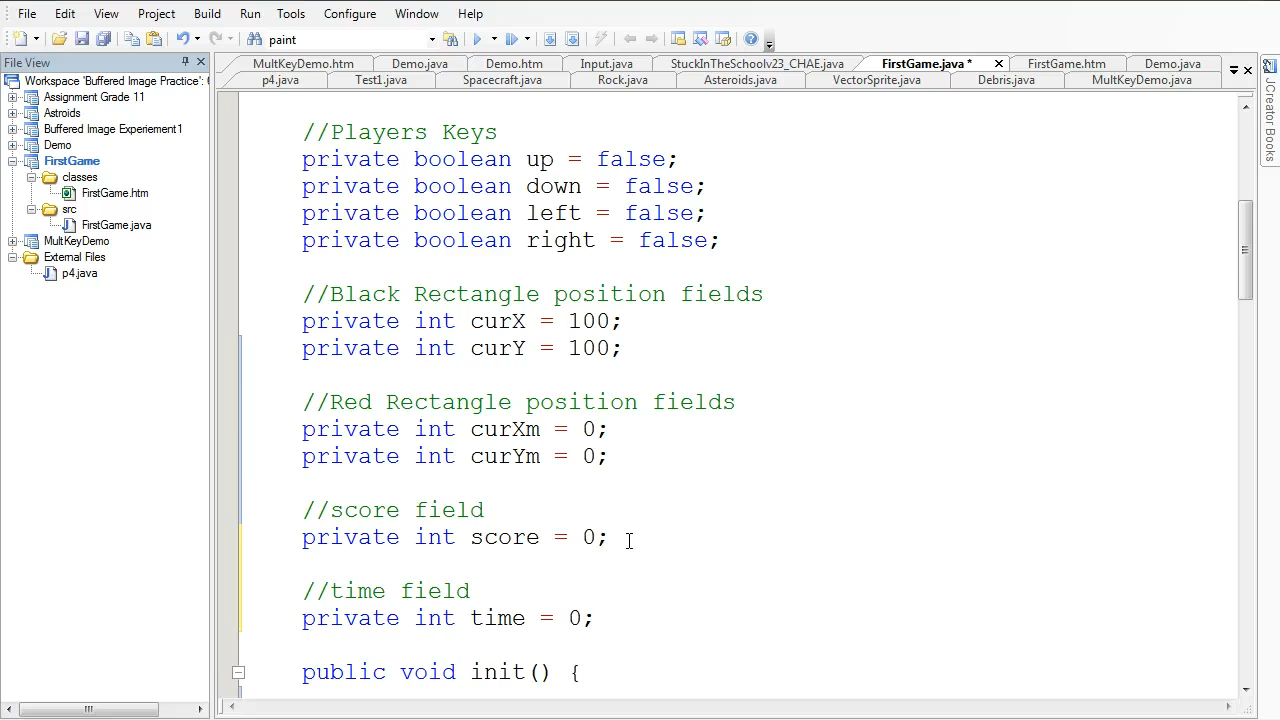 File Edit View Project Build Run Tools Configure Window Help
paint
File View
MultKeyDemo.htm Demo.java Demo.htm Input.java StuckInTheSchoolv23_CHAE.java FirstGame.java * FirstGame.htm Demo.java
p4.java Test1.java Spacecraft.java Rock.java Asteroids.java VectorSprite.java Debris.java MultKeyDemo.java
JCreator Books
Workspace 'Buffered Image Practice':
Assignment Grade 11
Astroids
Buffered Image Experiement1
Demo
FirstGame
classes
FirstGame.htm
src
FirstGame.java
MultKeyDemo
External Files
p4.java
//Players Keys
private boolean up = false;
private boolean down = false;
private boolean left = false;
private boolean right = false;
//Black Rectangle position fields
private int curX = 100;
private int curY = 100;
//Red Rectangle position fields
private int curXm = 0;
private int curYm = 0;
//score field
private int score = 0;
//time field
private int time = 0;
public void init() {